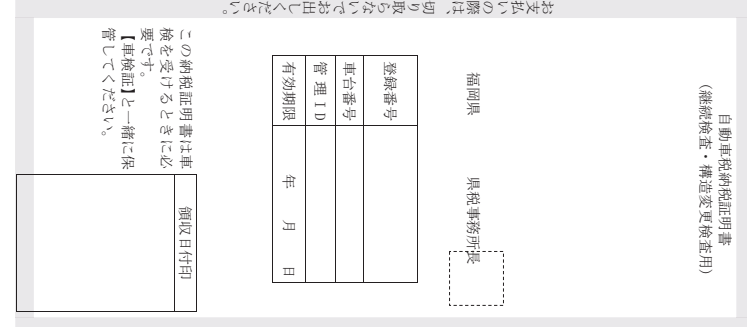 お支払いの際は、切り取らないでお出しください。
自動車税納税証明書
(継続検査・構造変更検査用)
福岡県　県税事務所長
登録番号
車台番号
管理ID
有効期限　年　月　日
この納税証明書は車
検を受けるときに必
要です。
【車検証】と一緒に保
管してください。
領収日付印